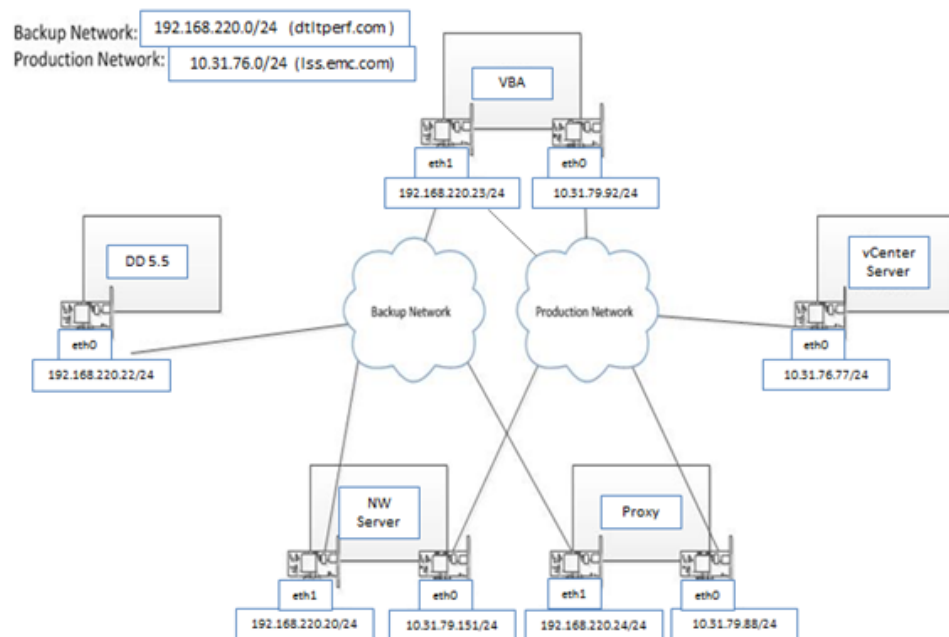 Backup Network: 192.168.220.0/24 (dtltperf.com )
Production Network: 10.31.76.0/24 (lss.emc.com)
VBA
eth1
eth0
192.168.220.23/24
10.31.79.92/24
DD 5.5
vCenter
Server
Backup Network
Production Network
eth0
eth0
192.168.220.22/24
10.31.76.77/24
NW
Server
Proxy
eth1
eth0
eth1
eth0
192.168.220.20/24
10.31.79.151/24
192.168.220.24/24
10.31.79.88/24